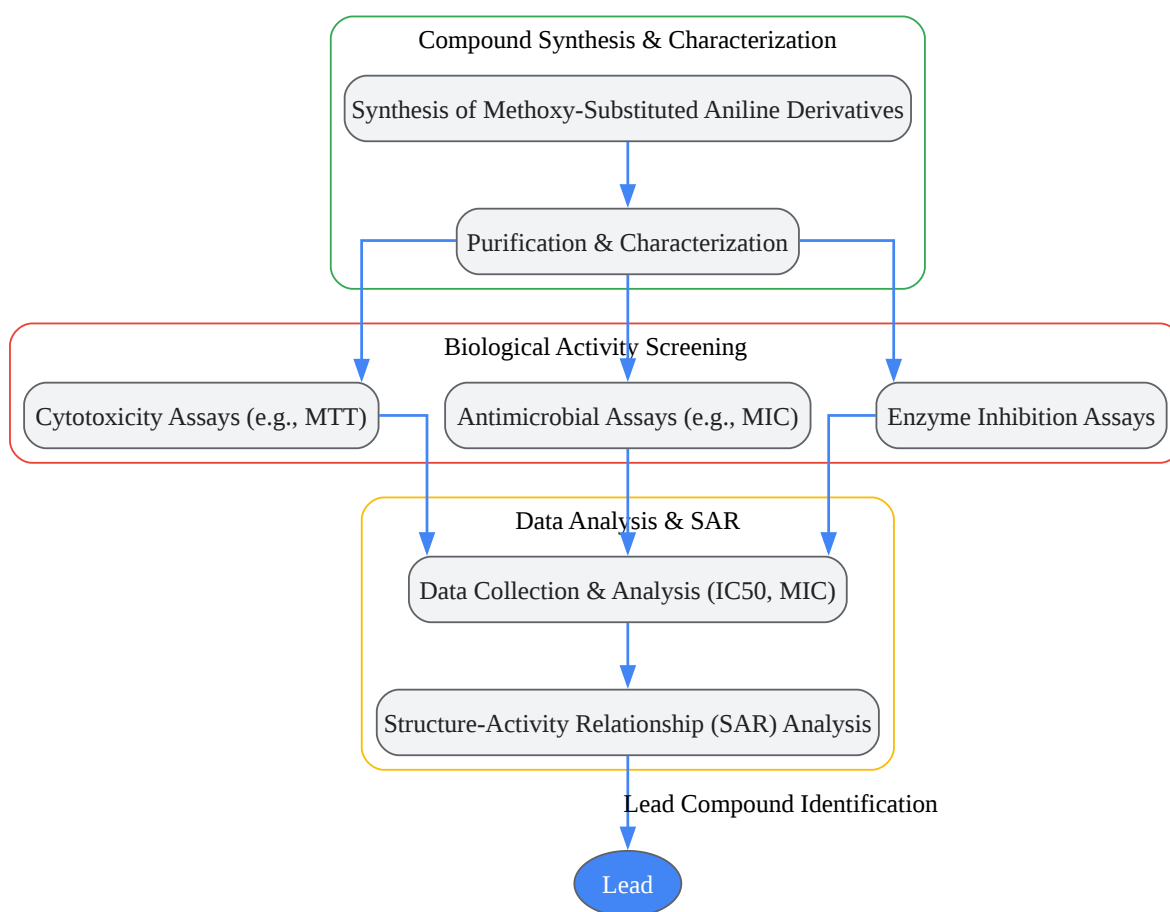 Compound Synthesis & Characterization
Synthesis of Methoxy-Substituted Aniline Derivatives
Purification & Characterization
Biological Activity Screening
Cytotoxicity Assays (e.g., MTT)
Antimicrobial Assays (e.g., MIC)
Enzyme Inhibition Assays
Data Analysis & SAR
Data Collection & Analysis (IC50, MIC)
Structure-Activity Relationship (SAR) Analysis
Lead Compound Identification
Lead